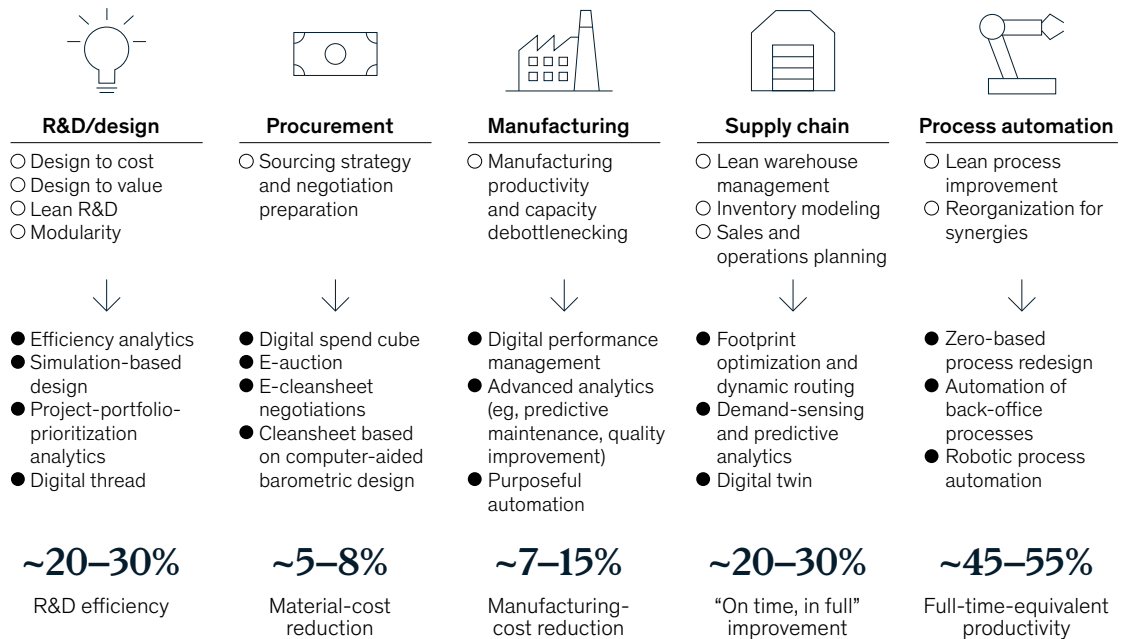 R&D/design
Design to cost
Design to value
Lean R&D
Modularity
Efficiency analytics
Simulation-based
design
Project-portfolio-
prioritization
analytics
Digital thread
~20–30%
R&D efficiency
Procurement
Sourcing strategy
and negotiation
preparation
Digital spend cube
E-auction
E-cleansheet
negotiations
Cleansheet based
on computer-aided
barometric design
~5–8%
Material-cost
reduction
Manufacturing
Manufacturing
productivity
and capacity
debottlenecking
Digital performance
management
Advanced analytics
(eg, predictive
maintenance, quality
improvement)
Purposeful
automation
~7–15%
Manufacturing-
cost reduction
Supply chain
Lean warehouse
management
Inventory modeling
Sales and
operations planning
Footprint
optimization and
dynamic routing
Demand-sensing
and predictive
analytics
Digital twin
~20–30%
“On time, in full”
improvement
Process automation
Lean process
improvement
Reorganization for
synergies
Zero-based
process redesign
Automation of
back-office
processes
Robotic process
automation
~45–55%
Full-time-equivalent
productivity